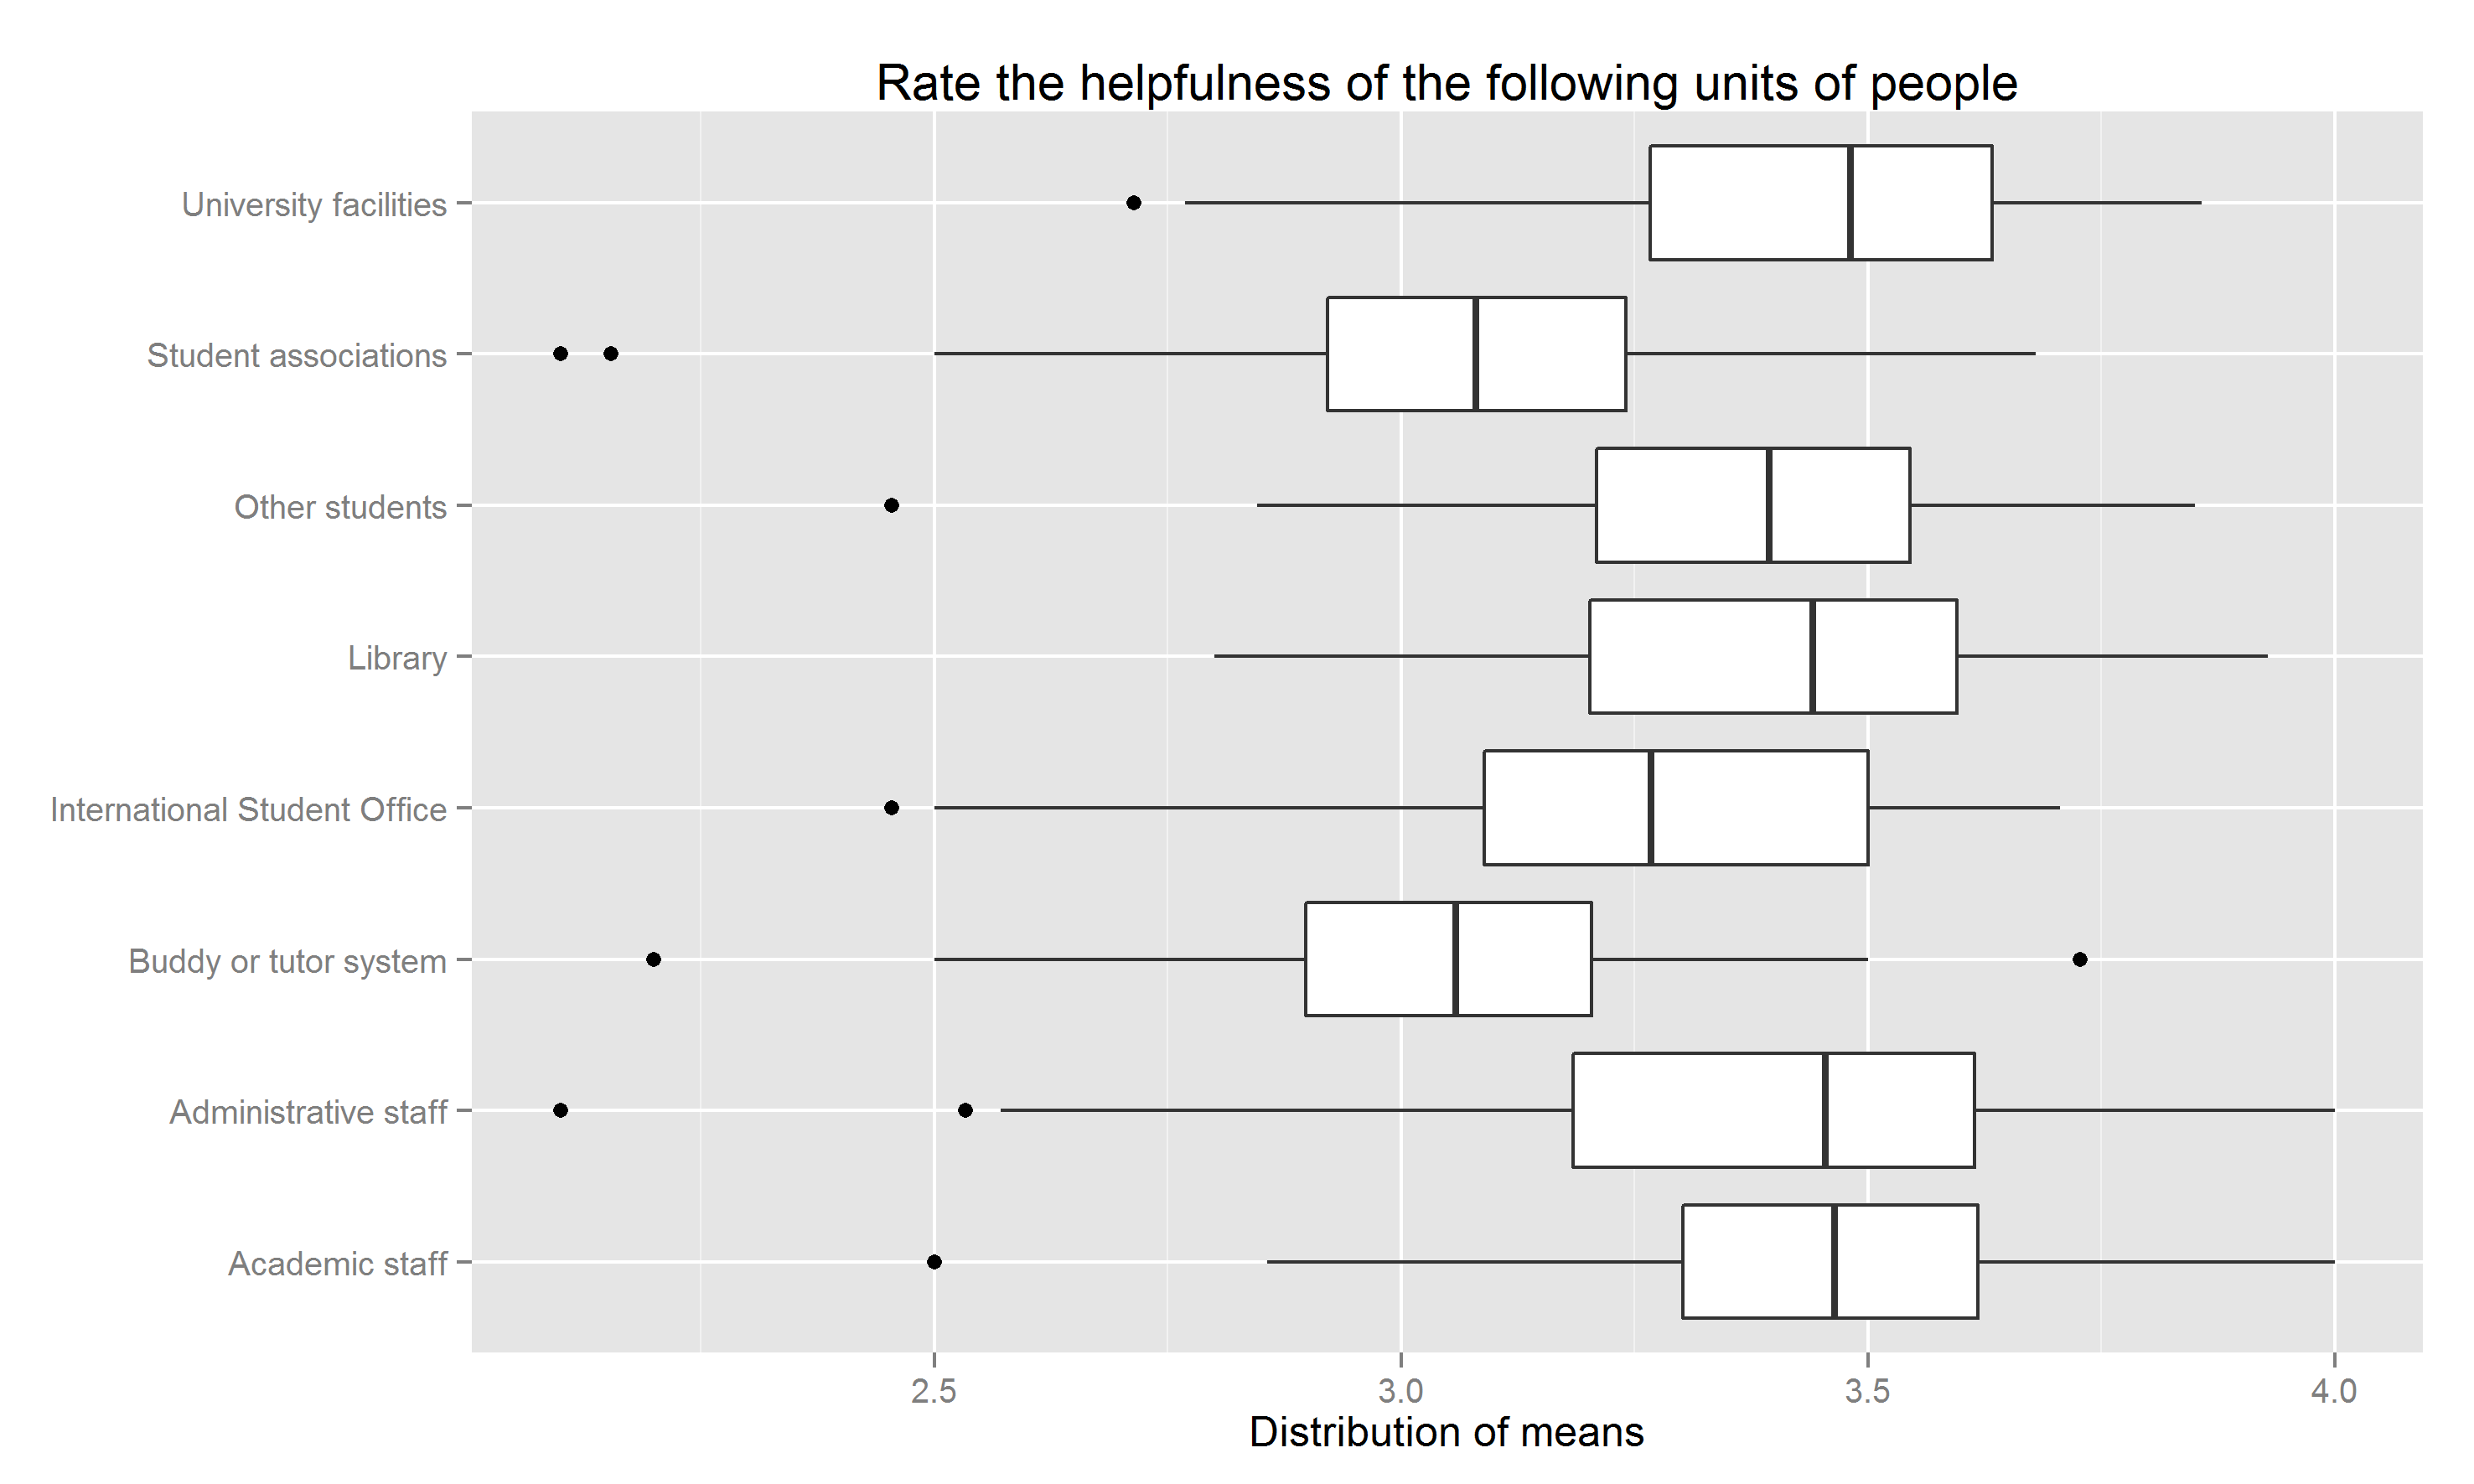 Rate the helpfulness of the following units of people
University facilities
Student associations
Other students
Library
International Student Office
Buddy or tutor system
Administrative staff
Academic staff
2.5 3.0 3.5 4.0
Distribution of means